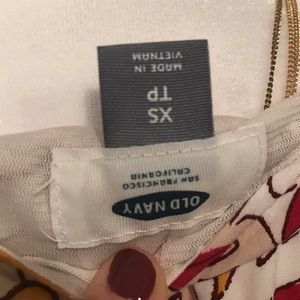 XS
TP
MADE IN
VIETNAM
OLD NAVY
SAN FRANCISCO
CALIFORNIA